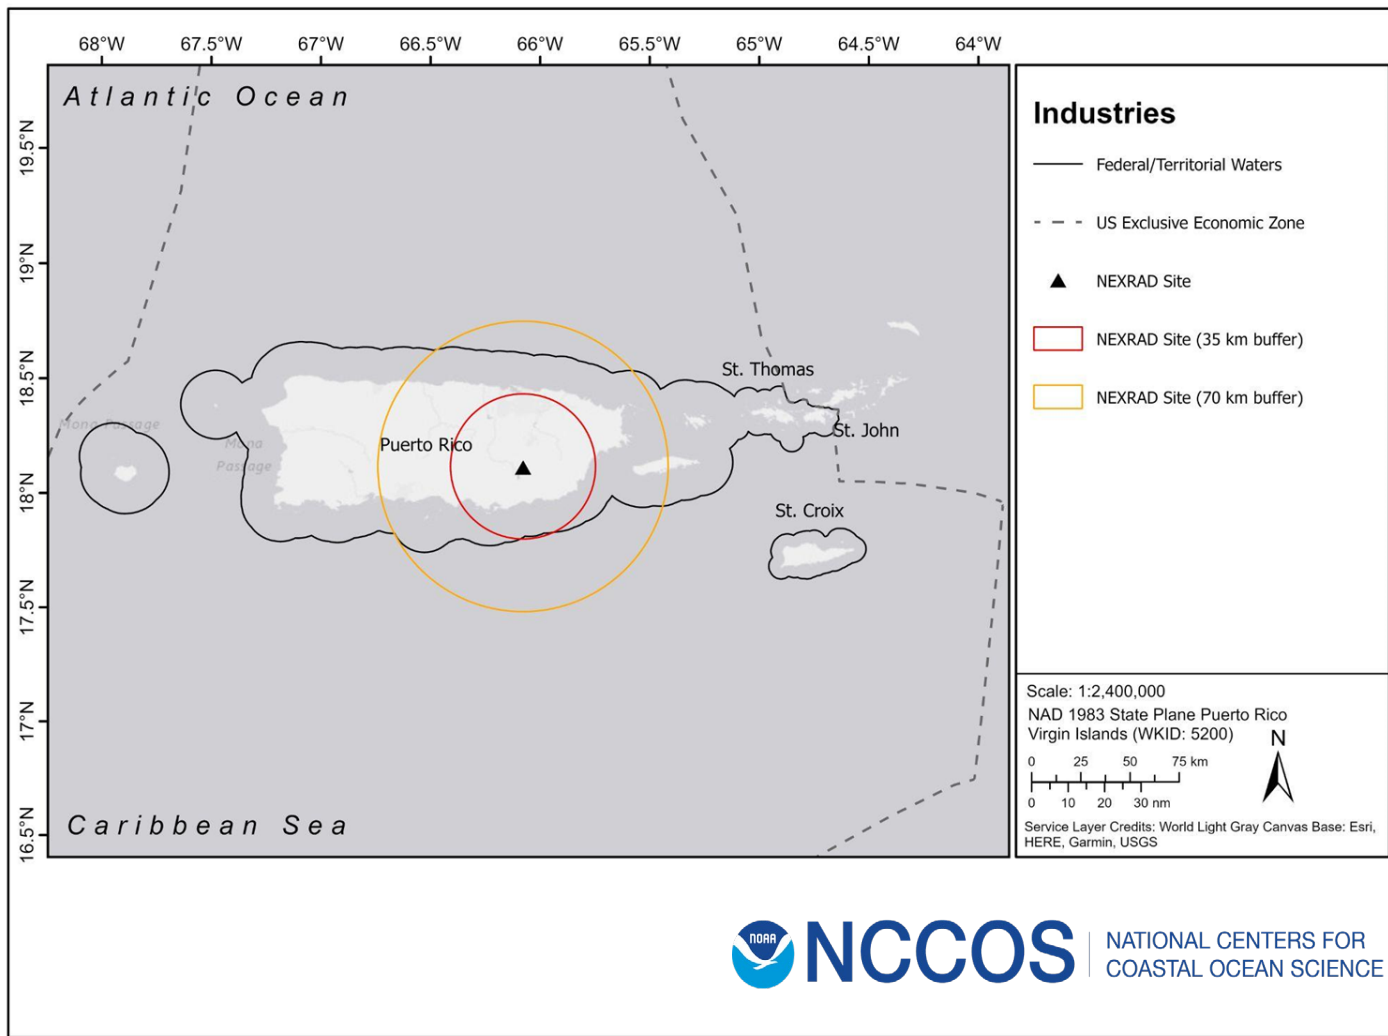 68°W 67.5°W 67°W 66.5°W 66°W 65.5°W 65°W 64.5°W 64°W
Atlantic Ocean
19.5°N
19°N
18.5°N
18°N
17.5°N
17°N
16.5°N
St. Thomas
Mona Passage
Mona
Passage
Puerto Rico
St. John
St. Croix
Caribbean Sea
Industries
Federal/Territorial Waters
US Exclusive Economic Zone
NEXRAD Site
NEXRAD Site (35 km buffer)
NEXRAD Site (70 km buffer)
Scale: 1:2,400,000
NAD 1983 State Plane Puerto Rico
Virgin Islands (WKID: 5200)
N
0 25 50 75 km
0 10 20 30 nm
Service Layer Credits: World Light Gray Canvas Base: Esri,
HERE, Garmin, USGS
NOAA
NCCOS
NATIONAL CENTERS FOR
COASTAL OCEAN SCIENCE